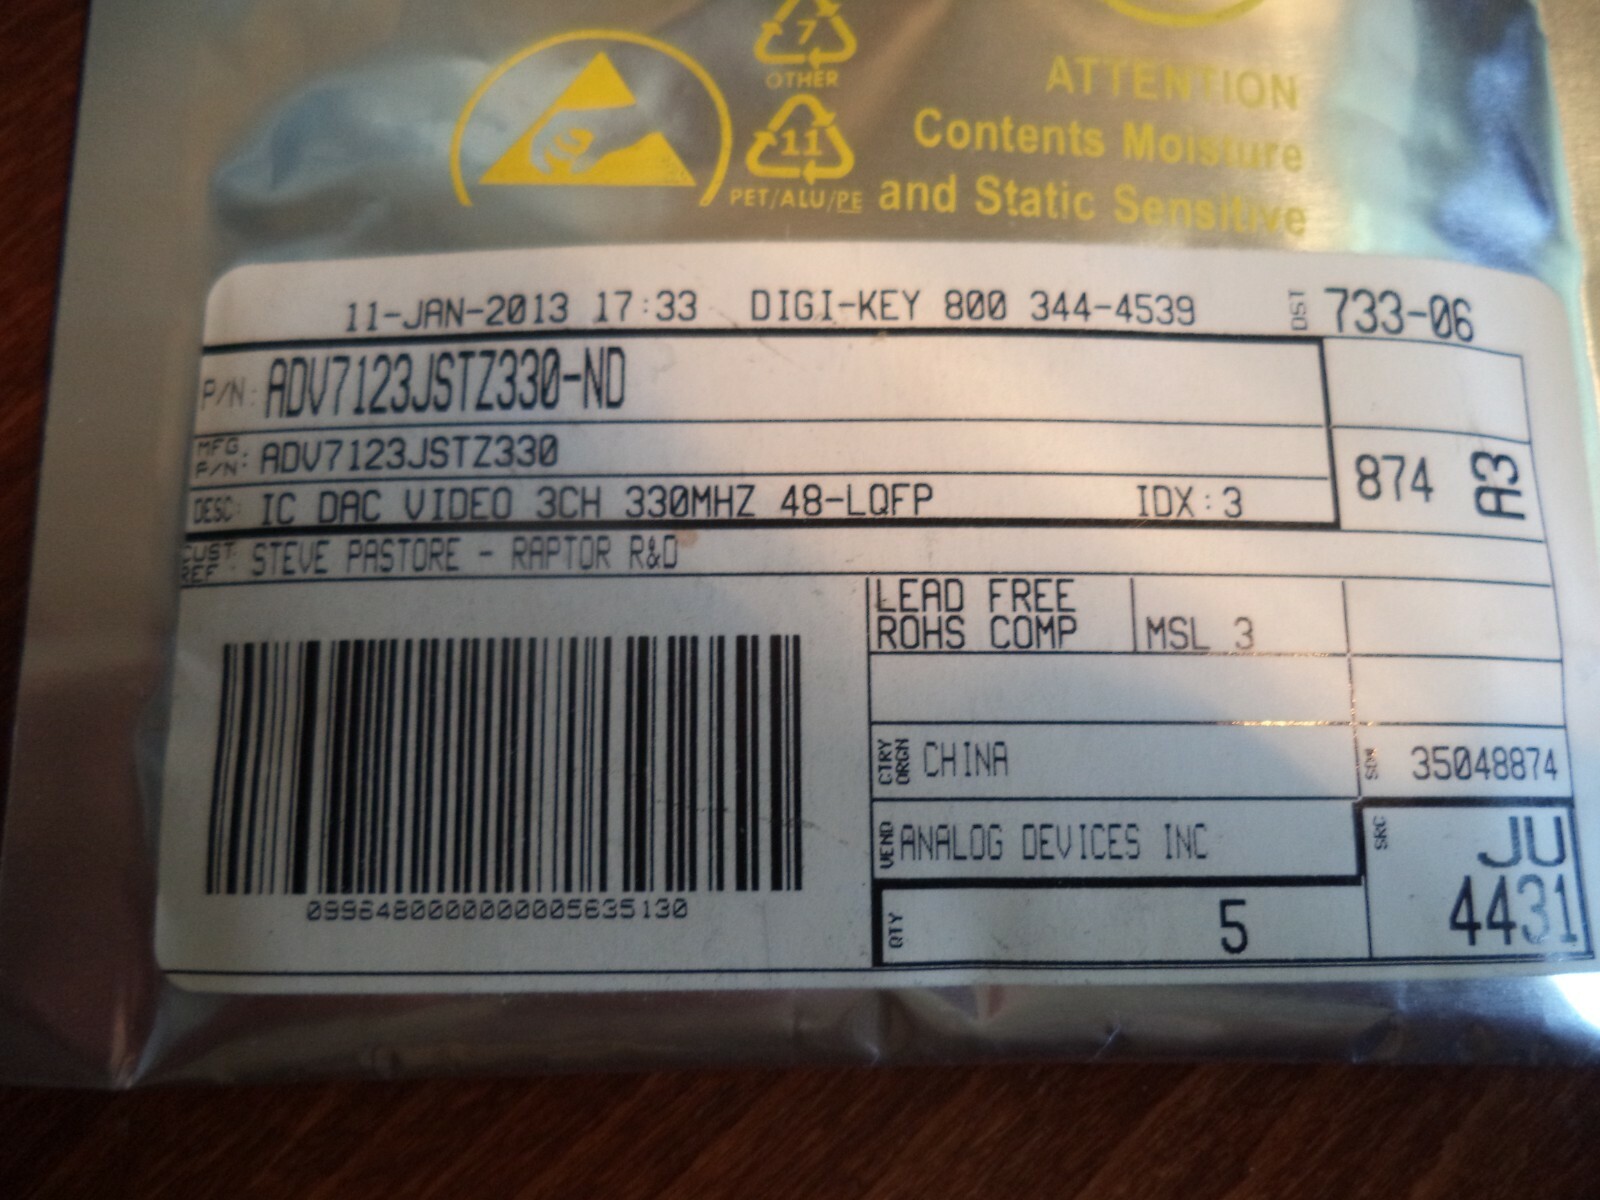 7
OTHER
11
PET/ALU/PE
ATTENTION
Contents Moisture
and Static Sensitive
11-JAN-2013 17:33 DIGI-KEY 800 344-4539
DST 733-06
P/N: ADV7123JSTZ330-ND
MFG P/N: ADV7123JSTZ330
874 A3
DESC: IC DAC VIDEO 3CH 330MHZ 48-LQFP IDX:3
CUST REF: STEVE PASTORE - RAPTOR R&D
LEAD FREE
ROHS COMP
MSL 3
CTRY ORGN CHINA
35048874
VEND ANALOG DEVICES INC
SRC JU
4431
QTY 5
0996480000000005635130